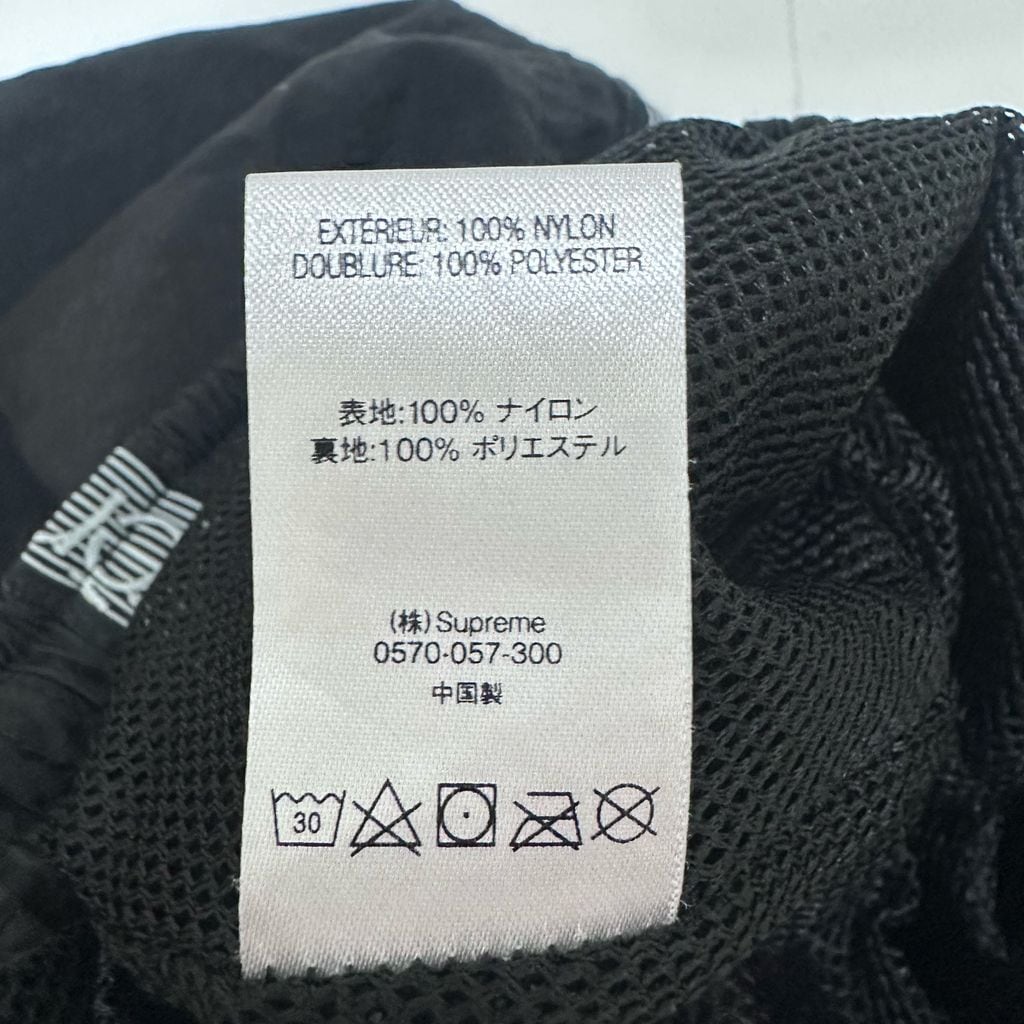 EXTÉRIEUR: 100% NYLON
DOUBLURE: 100% POLYESTER
表地:100% ナイロン
裏地:100% ポリエステル
(株)Supreme
0570-057-300
中国製
30